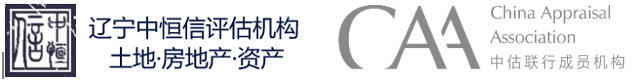 中恒信
辽宁中恒信评估机构
土地·房地产·资产
CAA
China Appraisal
Association
中估联行成员机构